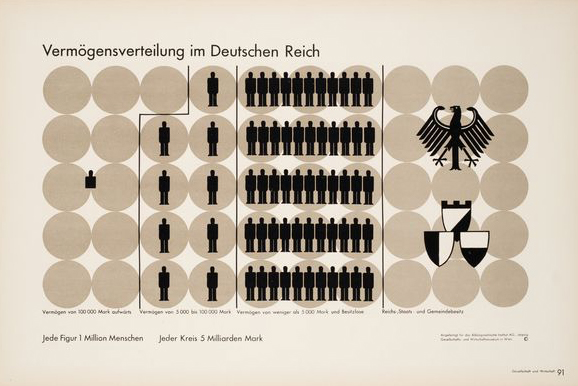 Vermögensverteilung im Deutschen Reich
Vermögen von 100 000 Mark aufwärts Vermögen von 5 000 bis 100 000 Mark Vermögen von weniger als 5 000 Mark und Besitzlose Reichs-, Staats- und Gemeindebesitz
Jede Figur 1 Million Menschen Jeder Kreis 5 Milliarden Mark
Angefertigt für das Bibliographische Institut AG., Leipzig
Gesellschafts- und Wirtschaftsmuseum in Wien ©
Gesellschaft und Wirtschaft 91